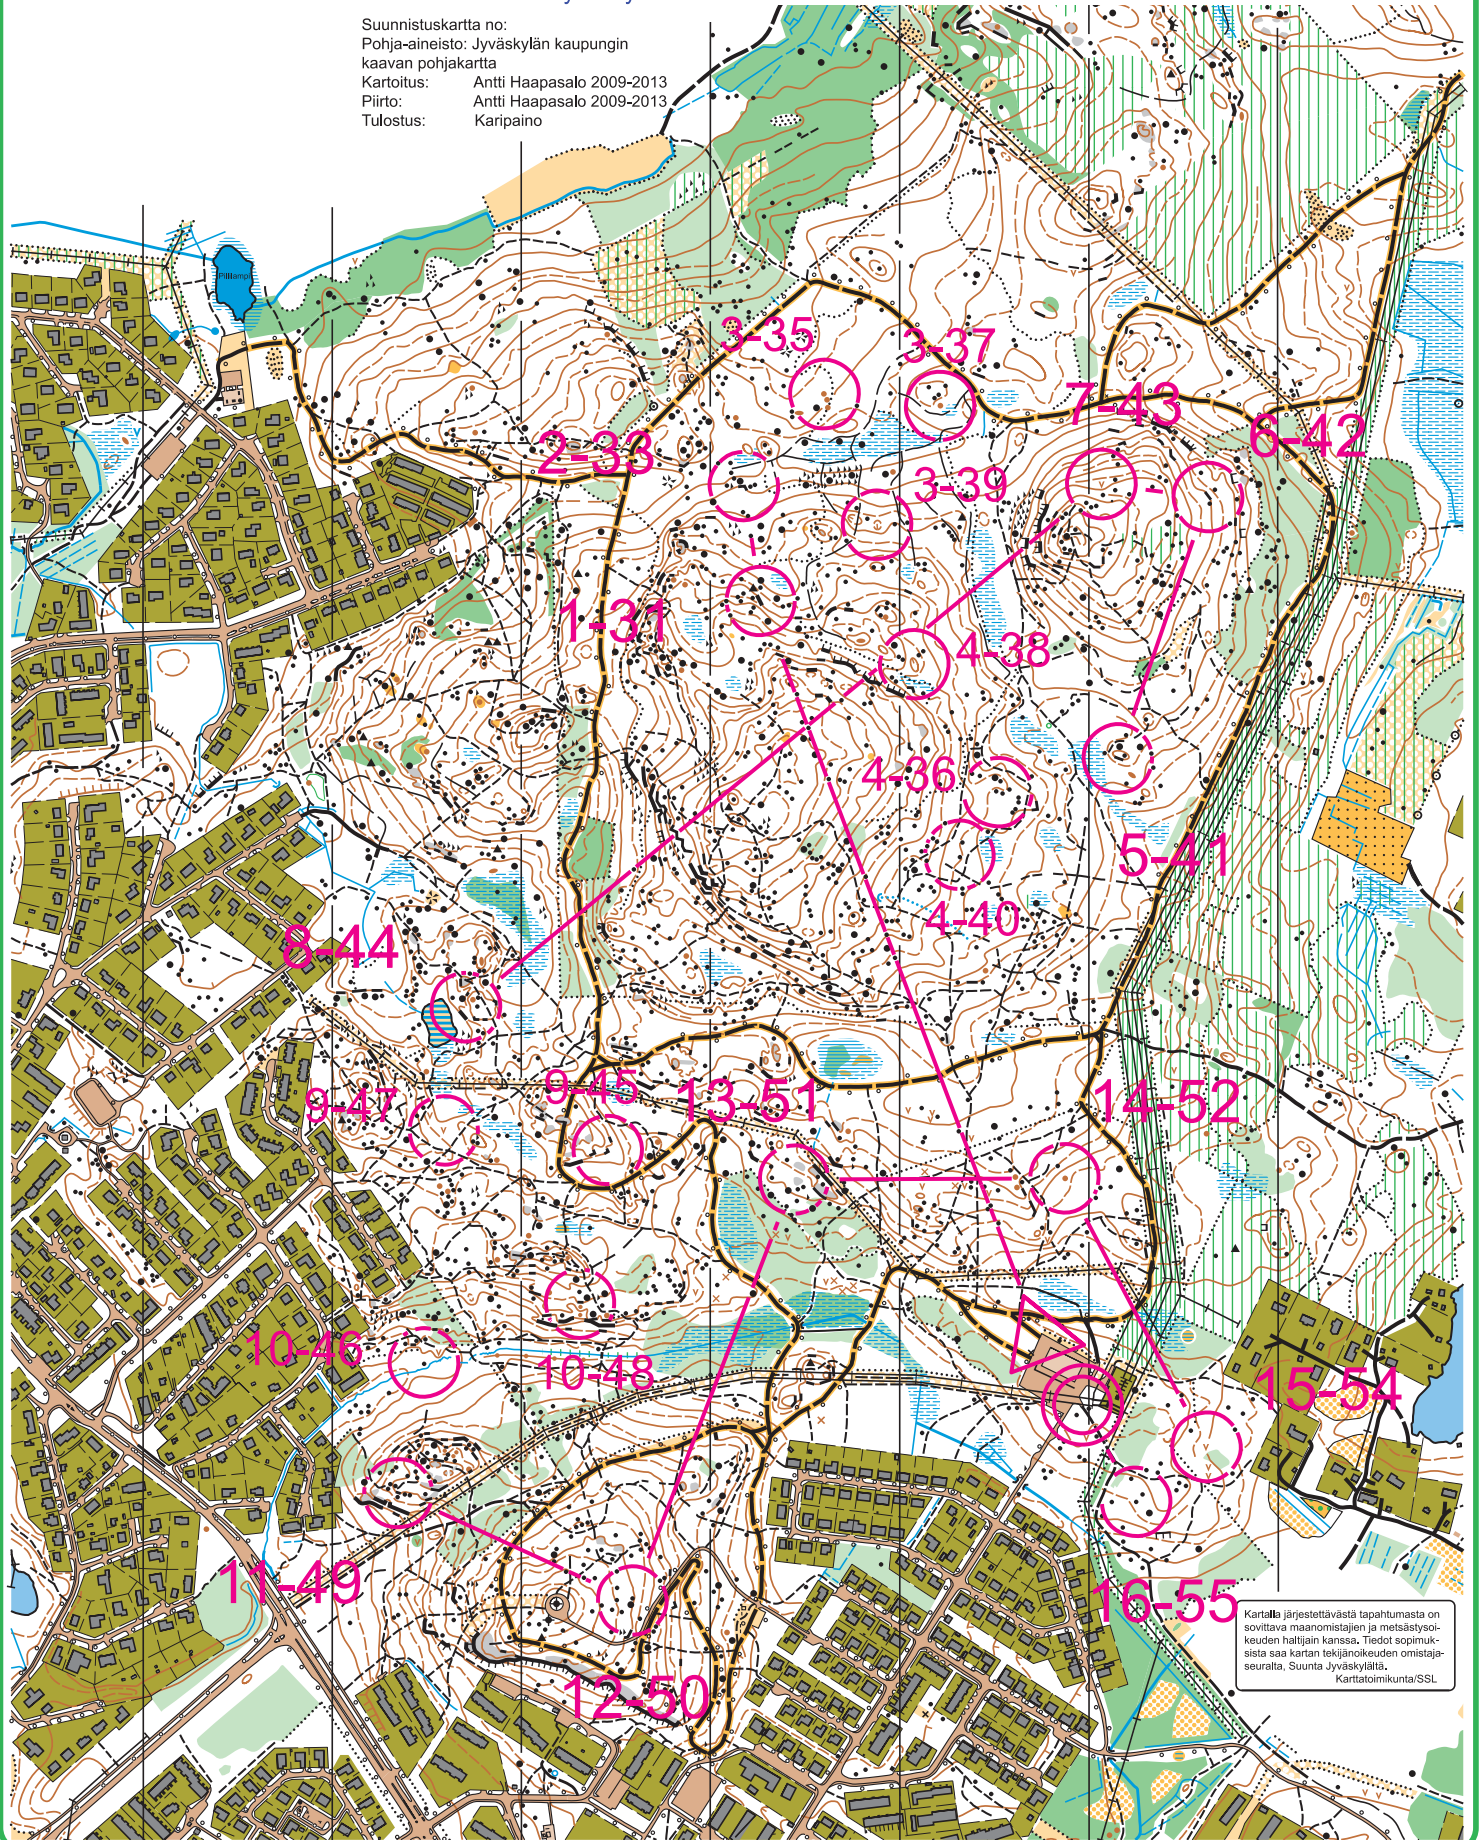 Suunnistuskartta no:
Pohja-aineisto: Jyväskylän kaupungin
kaavan pohjakartta
Kartoitus: Antti Haapasalo 2009-2013
Piirto: Antti Haapasalo 2009-2013
Tulostus: Karipaino
Pillilampi
3-35
3-37
7-43
6-42
2-33
3-39
1-31
4-38
4-36
5-41
4-40
8-44
9-47
9-45
13-51
14-52
10-46
10-48
15-54
11-49
16-55
12-50
Kartalla järjestettävästä tapahtumasta on
sovittava maanomistajien ja metsästysoi-
keuden haltijain kanssa. Tiedot sopimuk-
sista saa kartan tekijänoikeuden omistaja-
seuralta, Suunta Jyväskylältä.
Karttatoimikunta/SSL